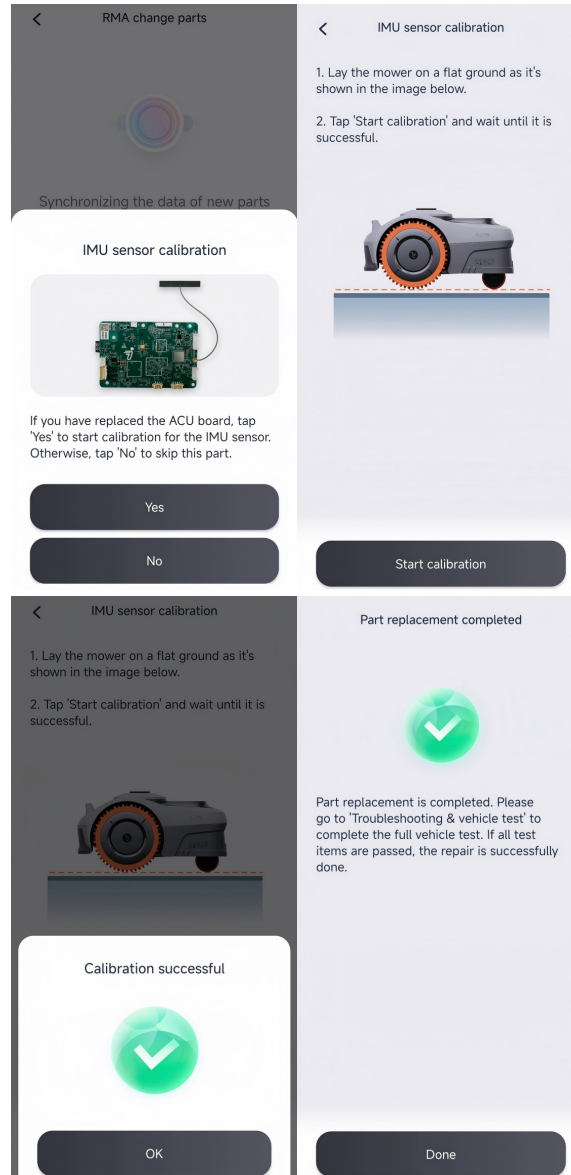 RMA change parts
Synchronizing the data of new parts
IMU sensor calibration
If you have replaced the ACU board, tap
'Yes' to start calibration for the IMU sensor.
Otherwise, tap 'No' to skip this part.
Yes
No
IMU sensor calibration
1. Lay the mower on a flat ground as it's
shown in the image below.
2. Tap 'Start calibration' and wait until it is
successful.
Start calibration
IMU sensor calibration
1. Lay the mower on a flat ground as it's
shown in the image below.
2. Tap 'Start calibration' and wait until it is
successful.
Calibration successful
OK
Part replacement completed
Part replacement is completed. Please
go to 'Troubleshooting & vehicle test' to
complete the full vehicle test. If all test
items are passed, the repair is successfully
done.
Done